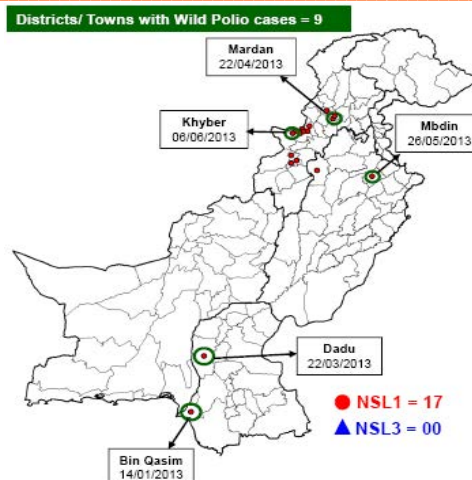 Districts/ Towns with Wild Polio cases = 9
Mardan
22/04/2013
Khyber
06/06/2013
Mbdin
26/05/2013
Dadu
22/03/2013
NSL1 = 17
NSL3 = 00
Bin Qasim
14/01/2013